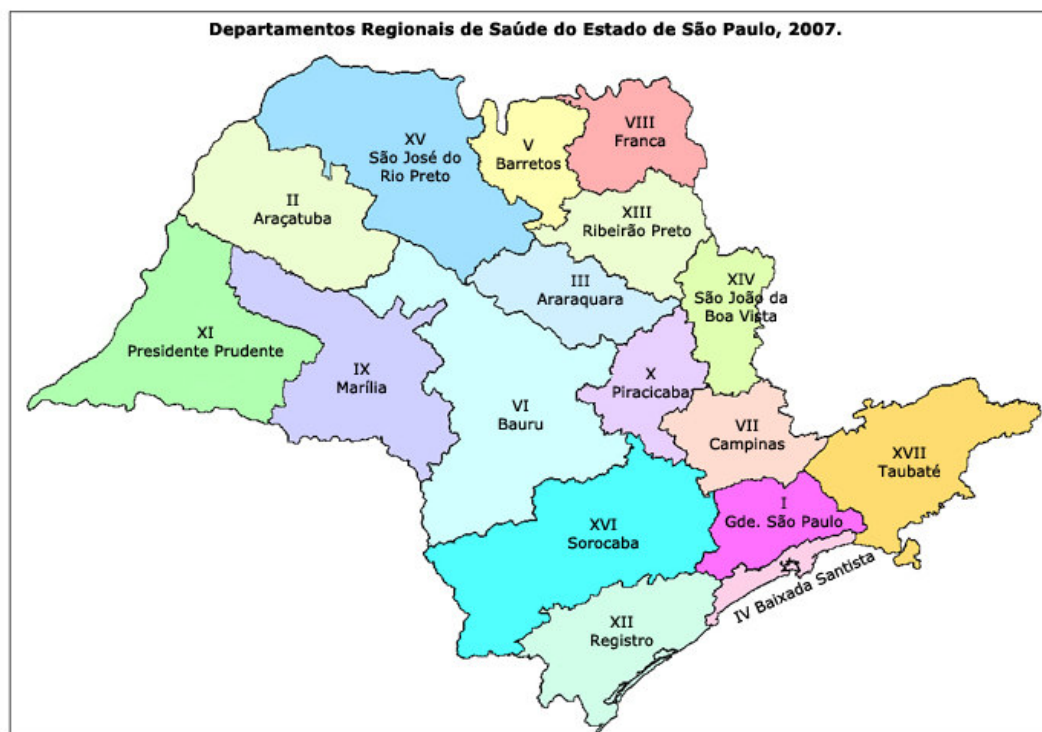 Departamentos Regionais de Saúde do Estado de São Paulo, 2007.
VIII
Franca
XV
São José do
Rio Preto
V
Barretos
II
Araçatuba
XIII
Ribeirão Preto
III
Araraquara
XIV
São João da
Boa Vista
XI
Presidente Prudente
IX
Marília
X
Piracicaba
VI
Bauru
VII
Campinas
XVII
Taubaté
I
Gde. São Paulo
XVI
Sorocaba
IV Baixada Santista
XII
Registro